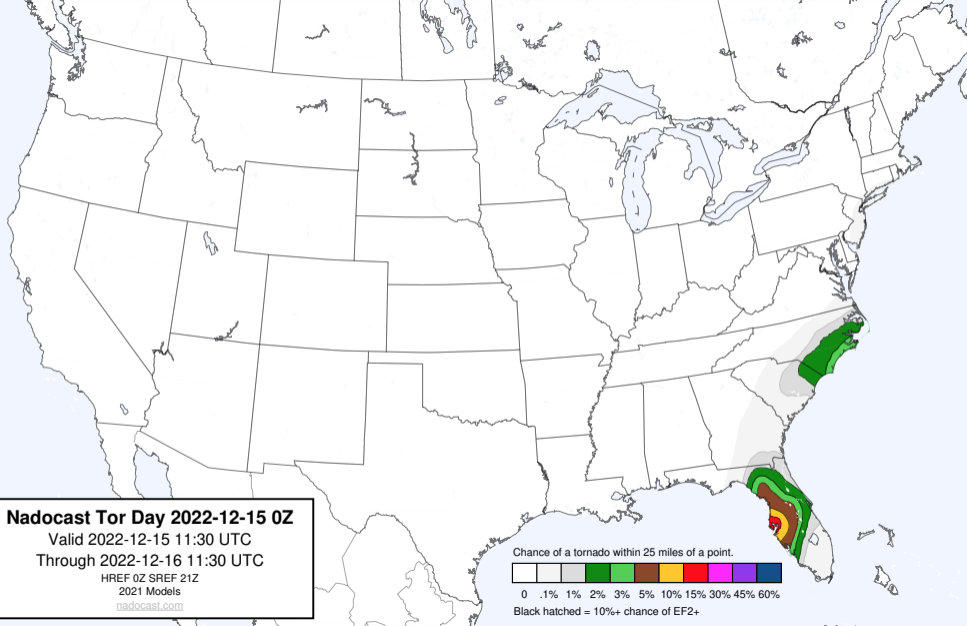 Nadocast Tor Day 2022-12-15 0Z
Valid 2022-12-15 11:30 UTC
Through 2022-12-16 11:30 UTC
HREF 0Z SREF 21Z
2021 Models
nadocast.com
Chance of a tornado within 25 miles of a point.
0 .1% 1% 2% 3% 5% 10% 15% 30% 45% 60%
Black hatched = 10%+ chance of EF2+